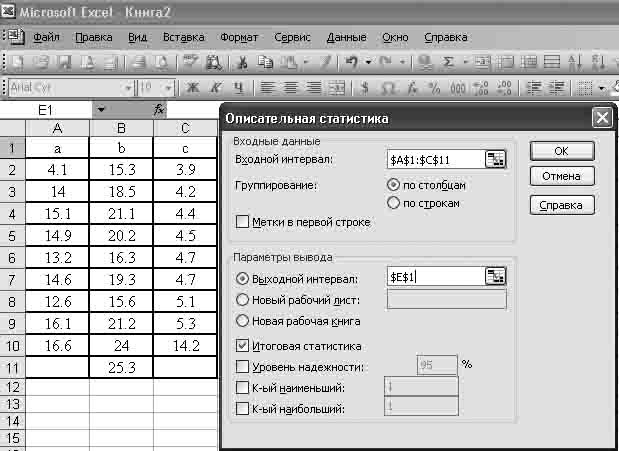 Microsoft Excel - Книга2
Файл Правка Вид Вставка Формат Сервис Данные Окно Справка
Arial Cyr 10 Ж К Ч % 000
E1 fx
A B C
1 a b c
2 4.1 15.3 3.9
3 14 18.5 4.2
4 15.1 21.1 4.4
5 14.9 20.2 4.5
6 13.2 16.3 4.7
7 14.6 19.3 4.7
8 12.6 15.6 5.1
9 16.1 21.2 5.3
10 16.6 24 14.2
11 25.3
12
13
14
15
Описательная статистика
Входные данные
Входной интервал: $A$1:$C$11
Группирование: по столбцам
по строкам
Метки в первой строке
Параметры вывода
Выходной интервал: $E$1
Новый рабочий лист:
Новая рабочая книга
Итоговая статистика
Уровень надежности: 95 %
К-ый наименьший: 1
К-ый наибольший: 1
ОК
Отмена
Справка